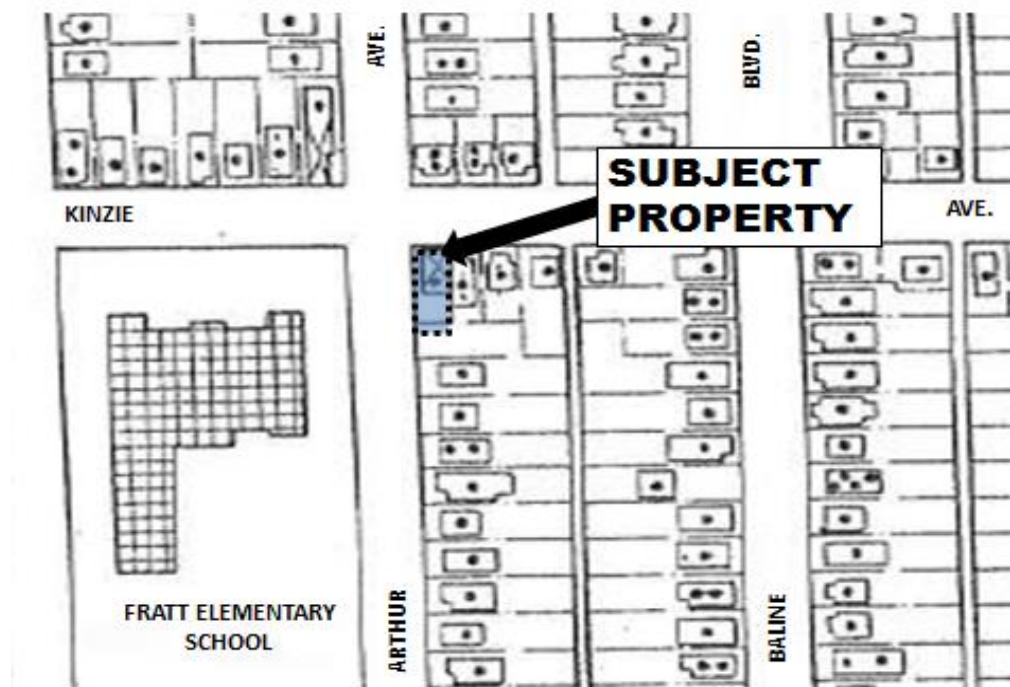 AVE.
BLVD.
SUBJECT
PROPERTY
KINZIE
AVE.
FRATT ELEMENTARY
SCHOOL
ARTHUR
BALINE